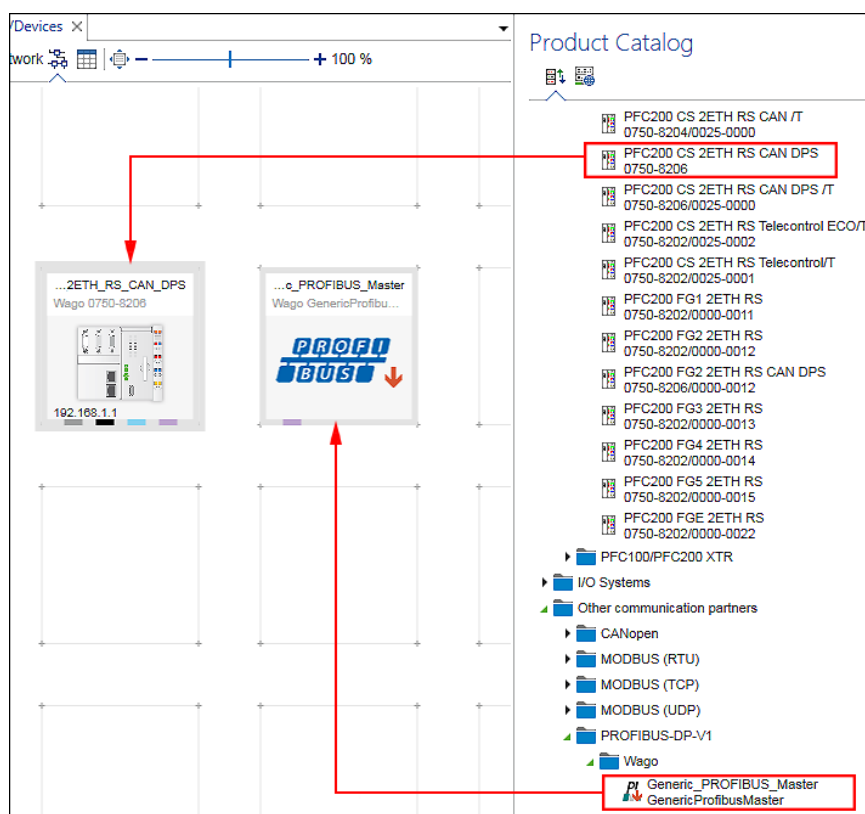 /Devices
twork
100 %
...2ETH_RS_CAN_DPS
Wago 0750-8206
192.168.1.1
...c_PROFIBUS_Master
Wago GenericProfibu...
PROFI
BUS
Product Catalog
PFC200 CS 2ETH RS CAN /T
0750-8204/0025-0000
PFC200 CS 2ETH RS CAN DPS
0750-8206
PFC200 CS 2ETH RS CAN DPS /T
0750-8206/0025-0000
PFC200 CS 2ETH RS Telecontrol ECO/T
0750-8202/0025-0002
PFC200 CS 2ETH RS Telecontrol/T
0750-8202/0025-0001
PFC200 FG1 2ETH RS
0750-8202/0000-0011
PFC200 FG2 2ETH RS
0750-8202/0000-0012
PFC200 FG2 2ETH RS CAN DPS
0750-8206/0000-0012
PFC200 FG3 2ETH RS
0750-8202/0000-0013
PFC200 FG4 2ETH RS
0750-8202/0000-0014
PFC200 FG5 2ETH RS
0750-8202/0000-0015
PFC200 FGE 2ETH RS
0750-8202/0000-0022
PFC100/PFC200 XTR
I/O Systems
Other communication partners
CANopen
MODBUS (RTU)
MODBUS (TCP)
MODBUS (UDP)
PROFIBUS-DP-V1
Wago
PI
Generic_PROFIBUS_Master
GenericProfibusMaster